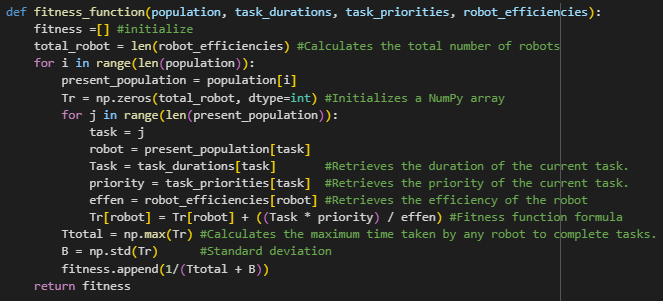 def fitness_function(population, task_durations, task_priorities, robot_efficiencies):
    fitness =[] #initialize
    total_robot = len(robot_efficiencies) #Calculates the total number of robots
    for i in range(len(population)):
        present_population = population[i]
        Tr = np.zeros(total_robot, dtype=int) #Initializes a NumPy array
        for j in range(len(present_population)):
            task = j
            robot = present_population[task]
            Task = task_durations[task]       #Retrieves the duration of the current task.
            priority = task_priorities[task]  #Retrieves the priority of the current task.
            effen = robot_efficiencies[robot] #Retrieves the efficiency of the robot
            Tr[robot] = Tr[robot] + ((Task * priority) / effen) #Fitness function formula
        Ttotal = np.max(Tr) #Calculates the maximum time taken by any robot to complete tasks.
        B = np.std(Tr)      #Standard deviation
        fitness.append(1/(Ttotal + B))
    return fitness